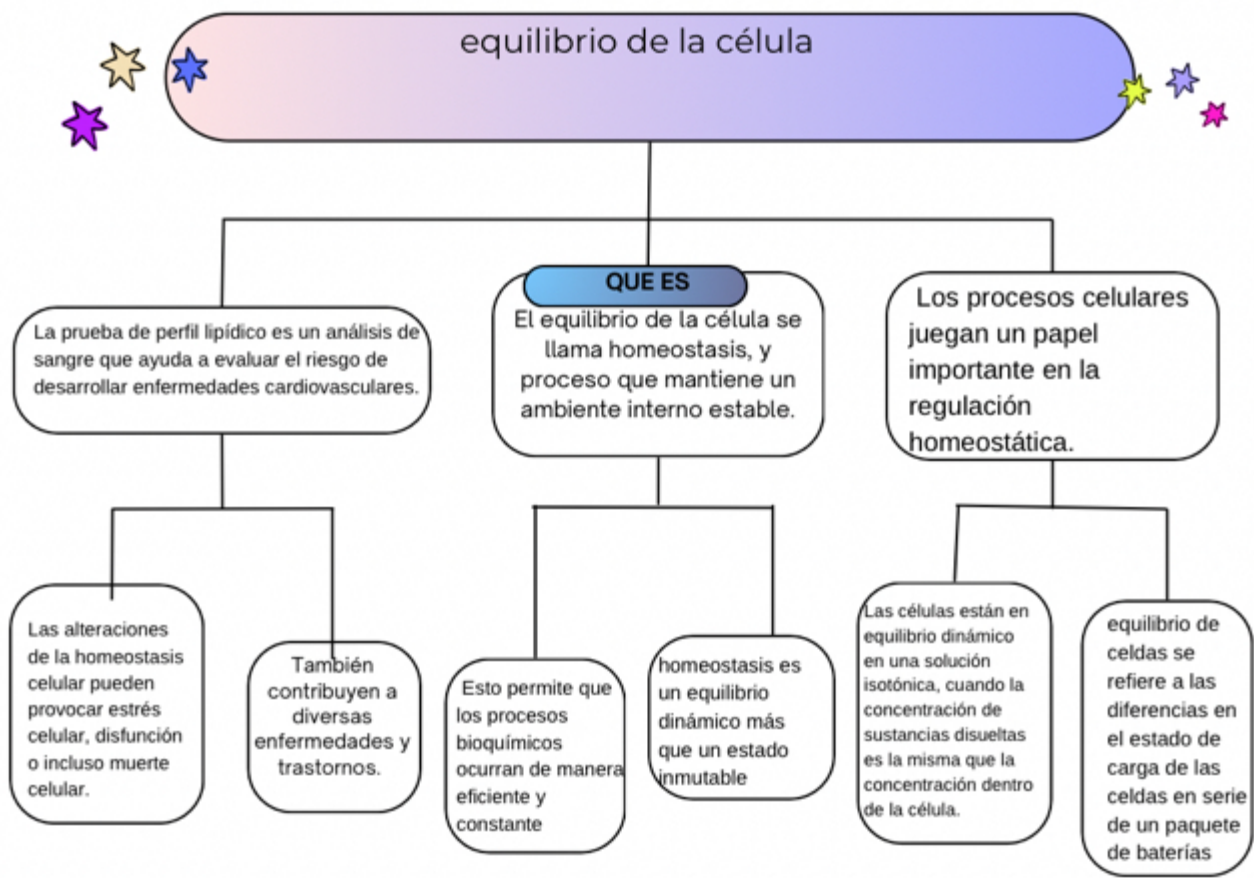 equilibrio de la célula
La prueba de perfil lipídico es un análisis de
sangre que ayuda a evaluar el riesgo de
desarrollar enfermedades cardiovasculares.
QUE ES
El equilibrio de la célula se
llama homeostasis, y
proceso que mantiene un
ambiente interno estable.
Los procesos celulares
juegan un papel
importante en la
regulación
homeostática.
Las alteraciones
de la homeostasis
celular pueden
provocar estrés
celular, disfunción
o incluso muerte
celular.
También
contribuyen a
diversas
enfermedades y
trastornos.
Esto permite que
los procesos
bioquímicos
ocurran de manera
eficiente y
constante
homeostasis es
un equilibrio
dinámico más
que un estado
inmutable
Las células están en
equilibrio dinámico
en una solución
isotónica, cuando la
concentración de
sustancias disueltas
es la misma que la
concentración dentro
de la célula.
equilibrio de
celdas se
refiere a las
diferencias en
el estado de
carga de las
celdas en serie
de un paquete
de baterías